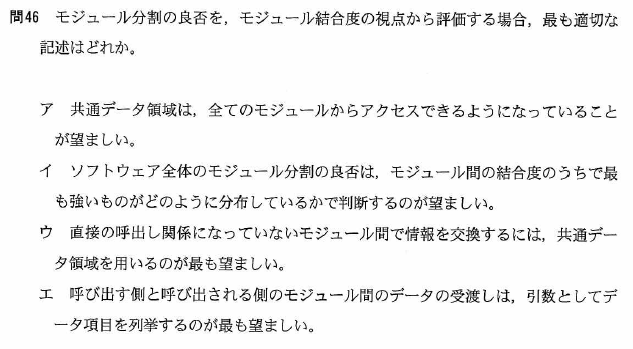 問46 モジュール分割の良否を，モジュール結合度の視点から評価する場合，最も適切な
記述はどれか。
ア 共通データ領域は，全てのモジュールからアクセスできるようになっていること
が望ましい。
イ ソフトウェア全体のモジュール分割の良否は，モジュール間の結合度のうちで最
も強いものがどのように分布しているかで判断するのが望ましい。
ウ 直接の呼出し関係になっていないモジュール間で情報を交換するには，共通デー
タ領域を用いるのが最も望ましい。
エ 呼び出す側と呼び出される側のモジュール間のデータの受渡しは，引数としてデ
ータ項目を列挙するのが最も望ましい。